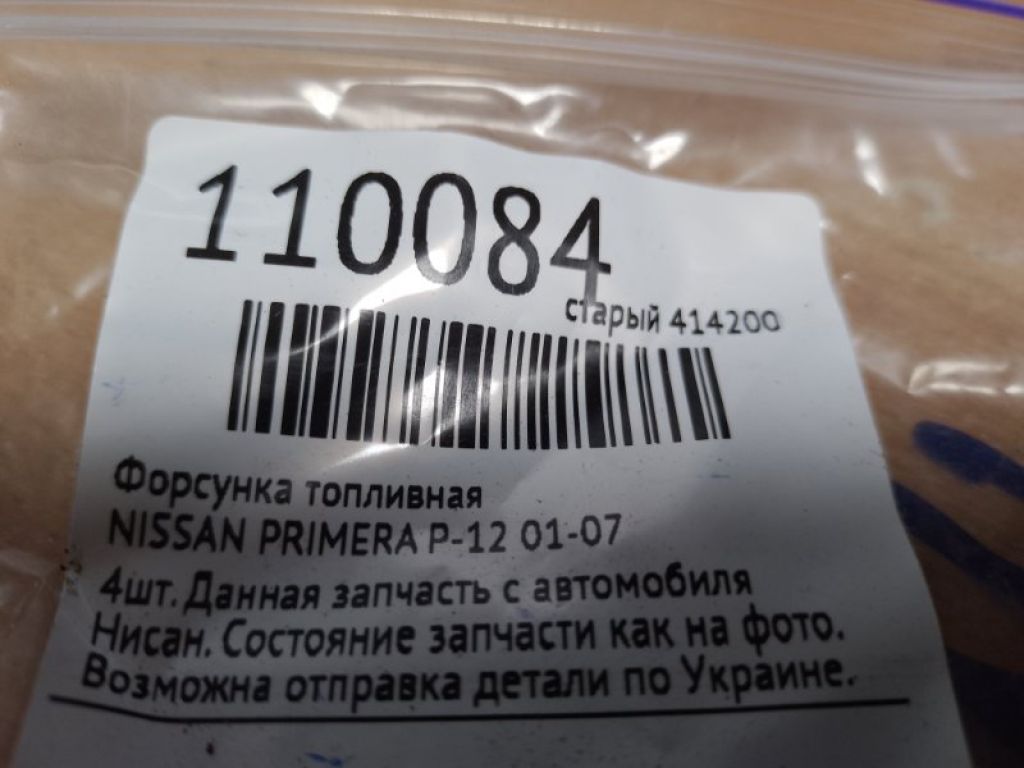 110084
старый 414200
Форсунка топливная
NISSAN PRIMERA P-12 01-07
4шт. Данная запчасть с автомобиля
Нисан. Состояние запчасти как на фото.
Возможна отправка детали по Украине.